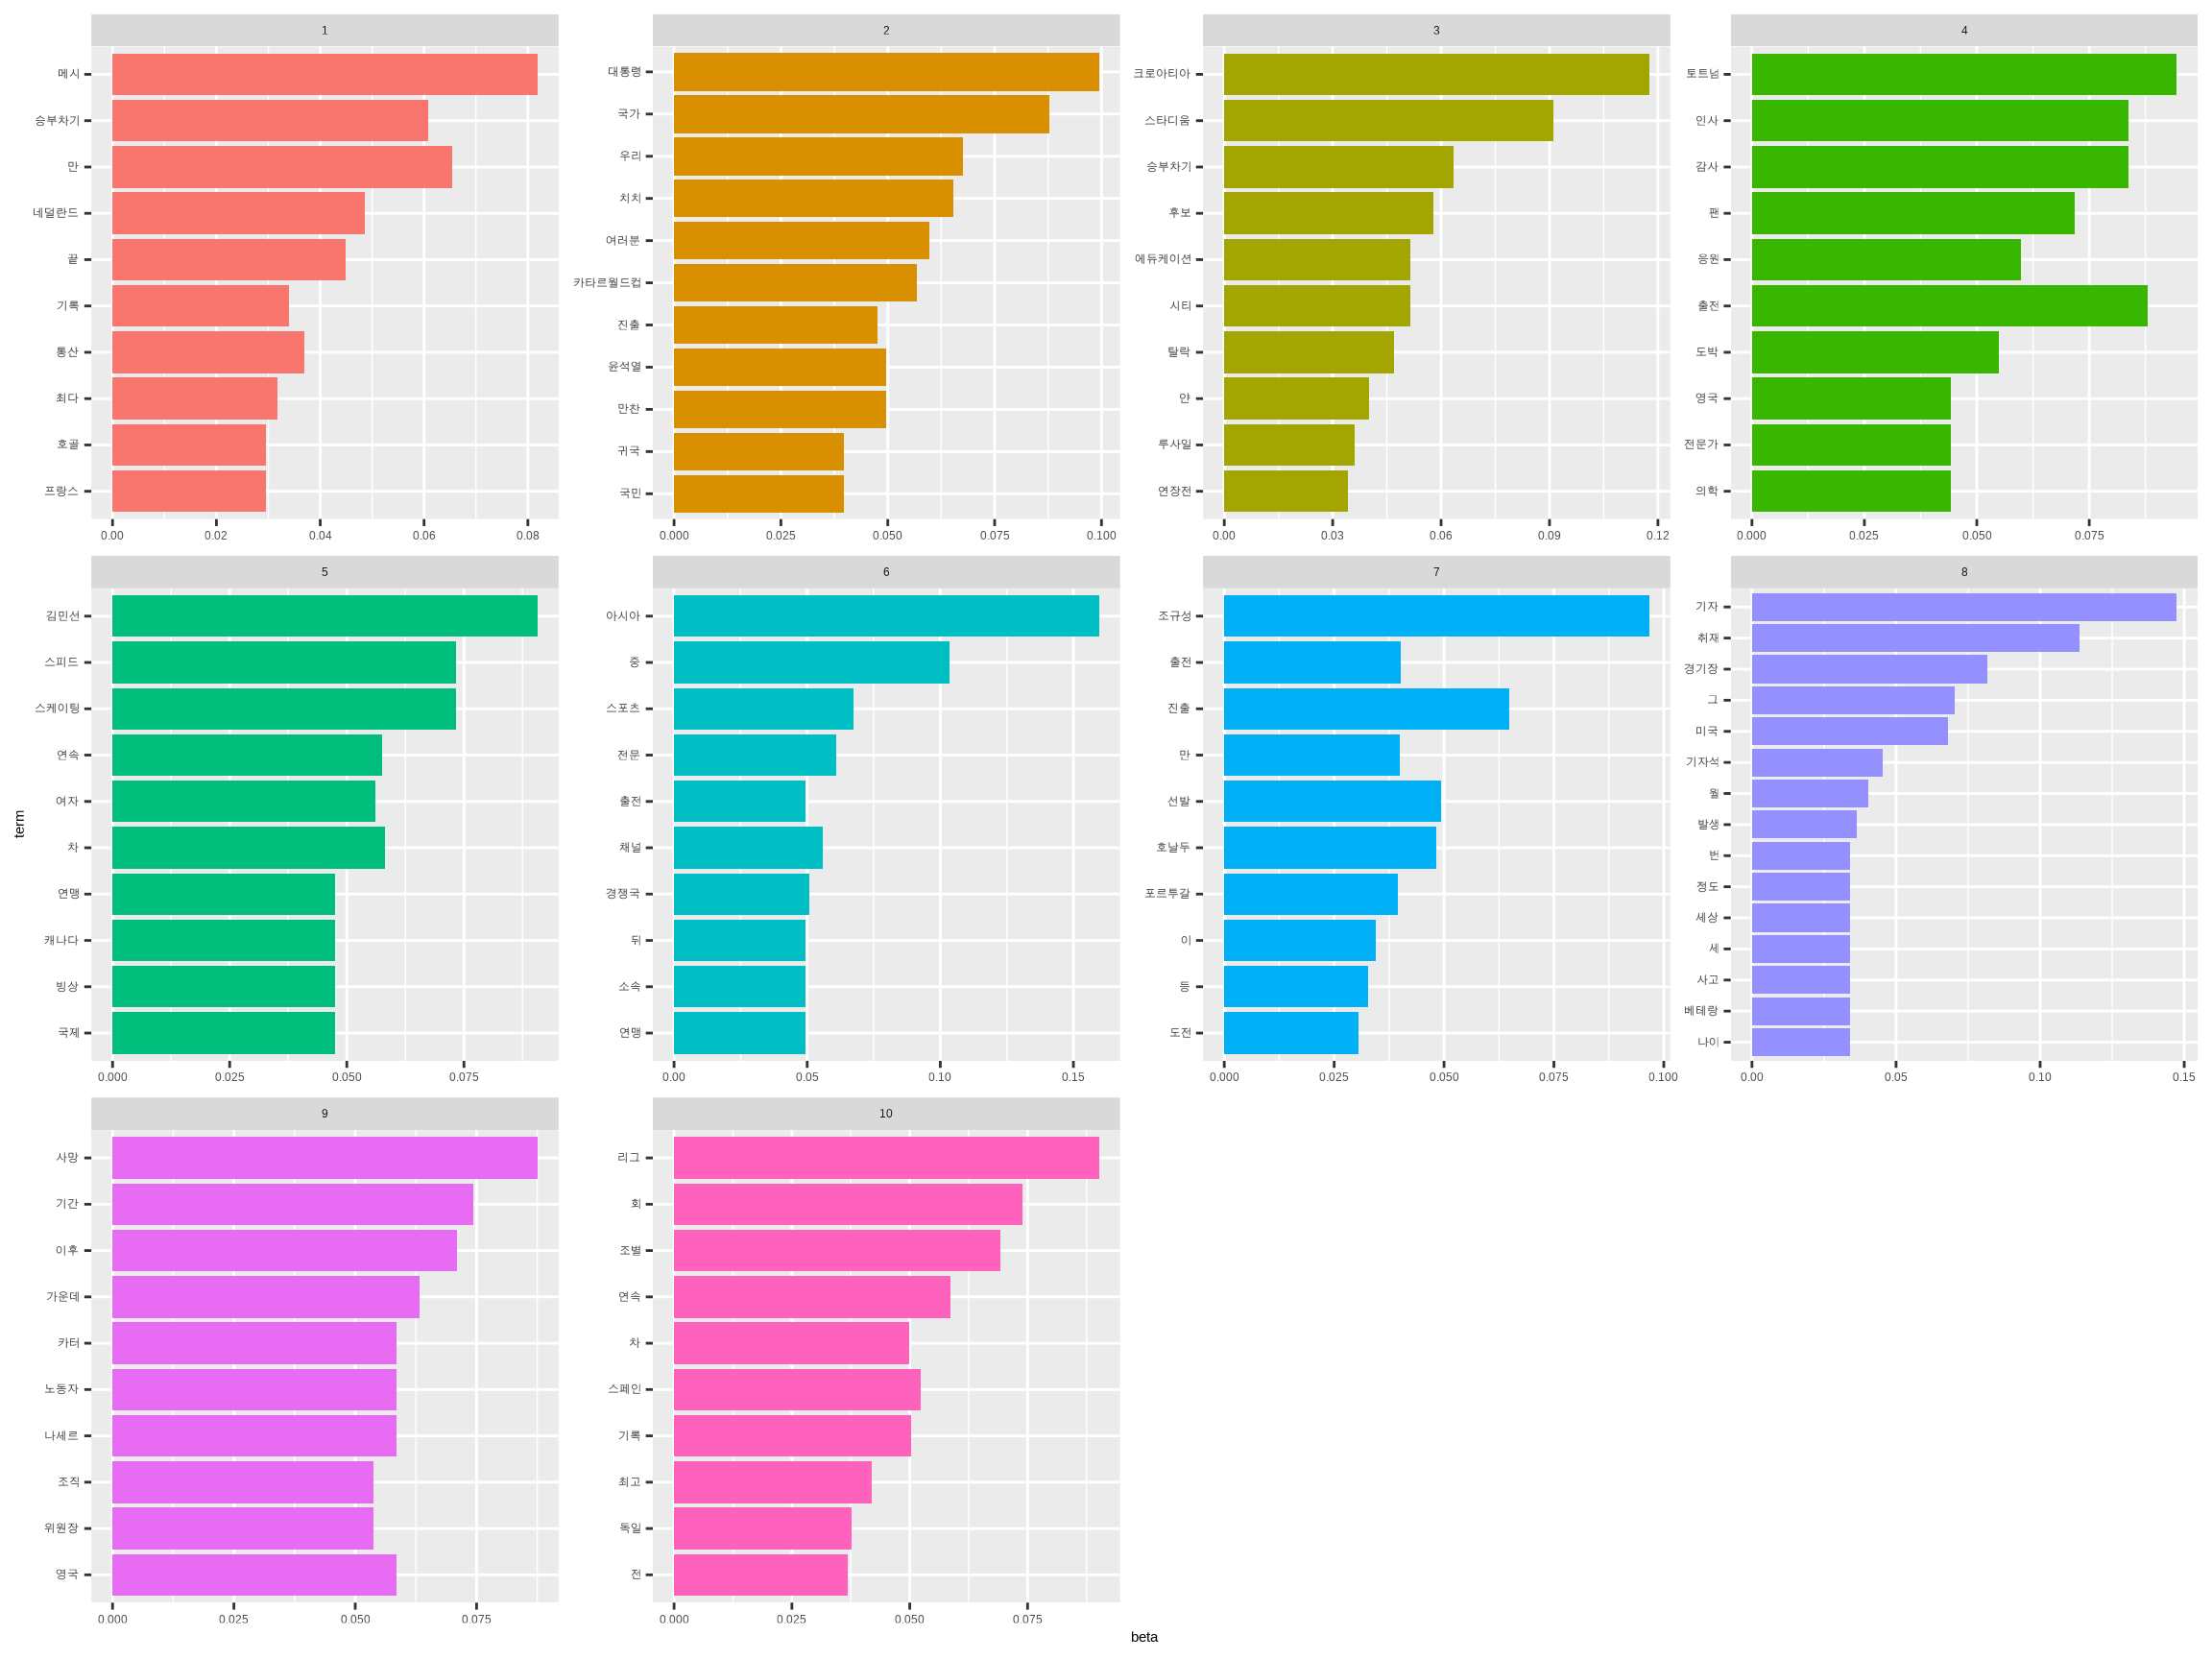 1
메시
승부차기
만
네덜란드
끝
기록
통산
최다
호골
프랑스
0.00 0.02 0.04 0.06 0.08
2
대통령
국가
우리
치치
여러분
카타르월드컵
진출
윤석열
만찬
귀국
국민
0.000 0.025 0.050 0.075 0.100
3
크로아티아
스타디움
승부차기
후보
에듀케이션
시티
탈락
얀
루사일
연장전
0.00 0.03 0.06 0.09 0.12
4
토트넘
인사
감사
팬
응원
출전
도박
영국
전문가
의학
0.000 0.025 0.050 0.075
5
김민선
스피드
스케이팅
연속
여자
차
연맹
캐나다
빙상
국제
0.000 0.025 0.050 0.075
6
아시아
중
스포츠
전문
출전
채널
경쟁국
뒤
소속
연맹
0.00 0.05 0.10 0.15
7
조규성
출전
진출
만
선발
호날두
포르투갈
이
등
도전
0.000 0.025 0.050 0.075 0.100
8
기자
취재
경기장
그
미국
기자석
월
발생
번
정도
세상
세
사고
베테랑
나이
0.00 0.05 0.10 0.15
9
사망
기간
이후
가운데
카터
노동자
나세르
조직
위원장
영국
0.000 0.025 0.050 0.075
10
리그
회
조별
연속
차
스페인
기록
최고
독일
전
0.000 0.025 0.050 0.075
term
beta